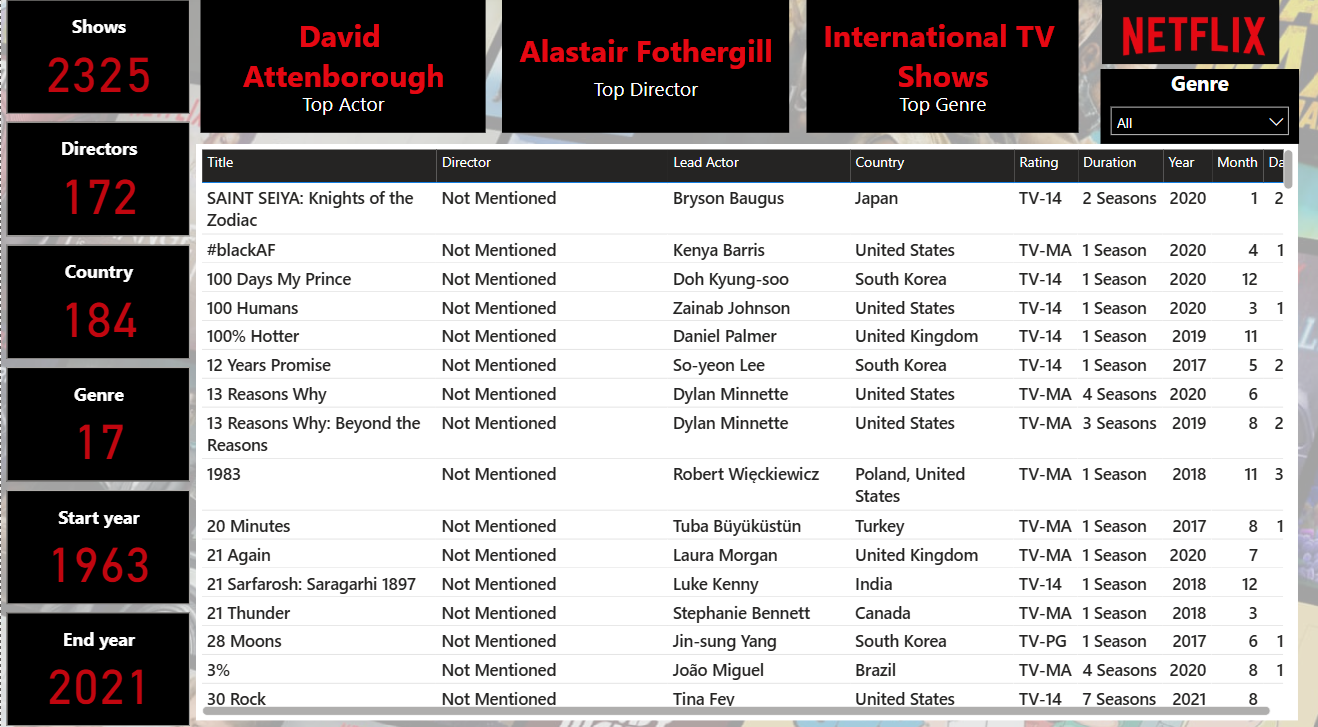 Shows
2325
Directors
172
Country
184
Genre
17
Start year
1963
End year
2021
David
Attenborough
Top Actor
Alastair Fothergill
Top Director
International TV
Shows
Top Genre
NETFLIX
Genre
All
Title Director Lead Actor Country Rating Duration Year Month Da
SAINT SEIYA: Knights of the Not Mentioned Bryson Baugus Japan TV-14 2 Seasons 2020 1 2
Zodiac
#blackAF Not Mentioned Kenya Barris United States TV-MA 1 Season 2020 4 1
100 Days My Prince Not Mentioned Doh Kyung-soo South Korea TV-14 1 Season 2020 12
100 Humans Not Mentioned Zainab Johnson United States TV-14 1 Season 2020 3 1
100% Hotter Not Mentioned Daniel Palmer United Kingdom TV-14 1 Season 2019 11
12 Years Promise Not Mentioned So-yeon Lee South Korea TV-14 1 Season 2017 5 2
13 Reasons Why Not Mentioned Dylan Minnette United States TV-MA 4 Seasons 2020 6
13 Reasons Why: Beyond the Not Mentioned Dylan Minnette United States TV-MA 3 Seasons 2019 8 2
Reasons
1983 Not Mentioned Robert Więckiewicz Poland, United TV-MA 1 Season 2018 11 3
States
20 Minutes Not Mentioned Tuba Büyüküstün Turkey TV-MA 1 Season 2017 8 1
21 Again Not Mentioned Laura Morgan United Kingdom TV-MA 1 Season 2020 7
21 Sarfarosh: Saragarhi 1897 Not Mentioned Luke Kenny India TV-14 1 Season 2018 12
21 Thunder Not Mentioned Stephanie Bennett Canada TV-MA 1 Season 2018 3
28 Moons Not Mentioned Jin-sung Yang South Korea TV-PG 1 Season 2017 6 1
3% Not Mentioned João Miguel Brazil TV-MA 4 Seasons 2020 8 1
30 Rock Not Mentioned Tina Fey United States TV-14 7 Seasons 2021 8